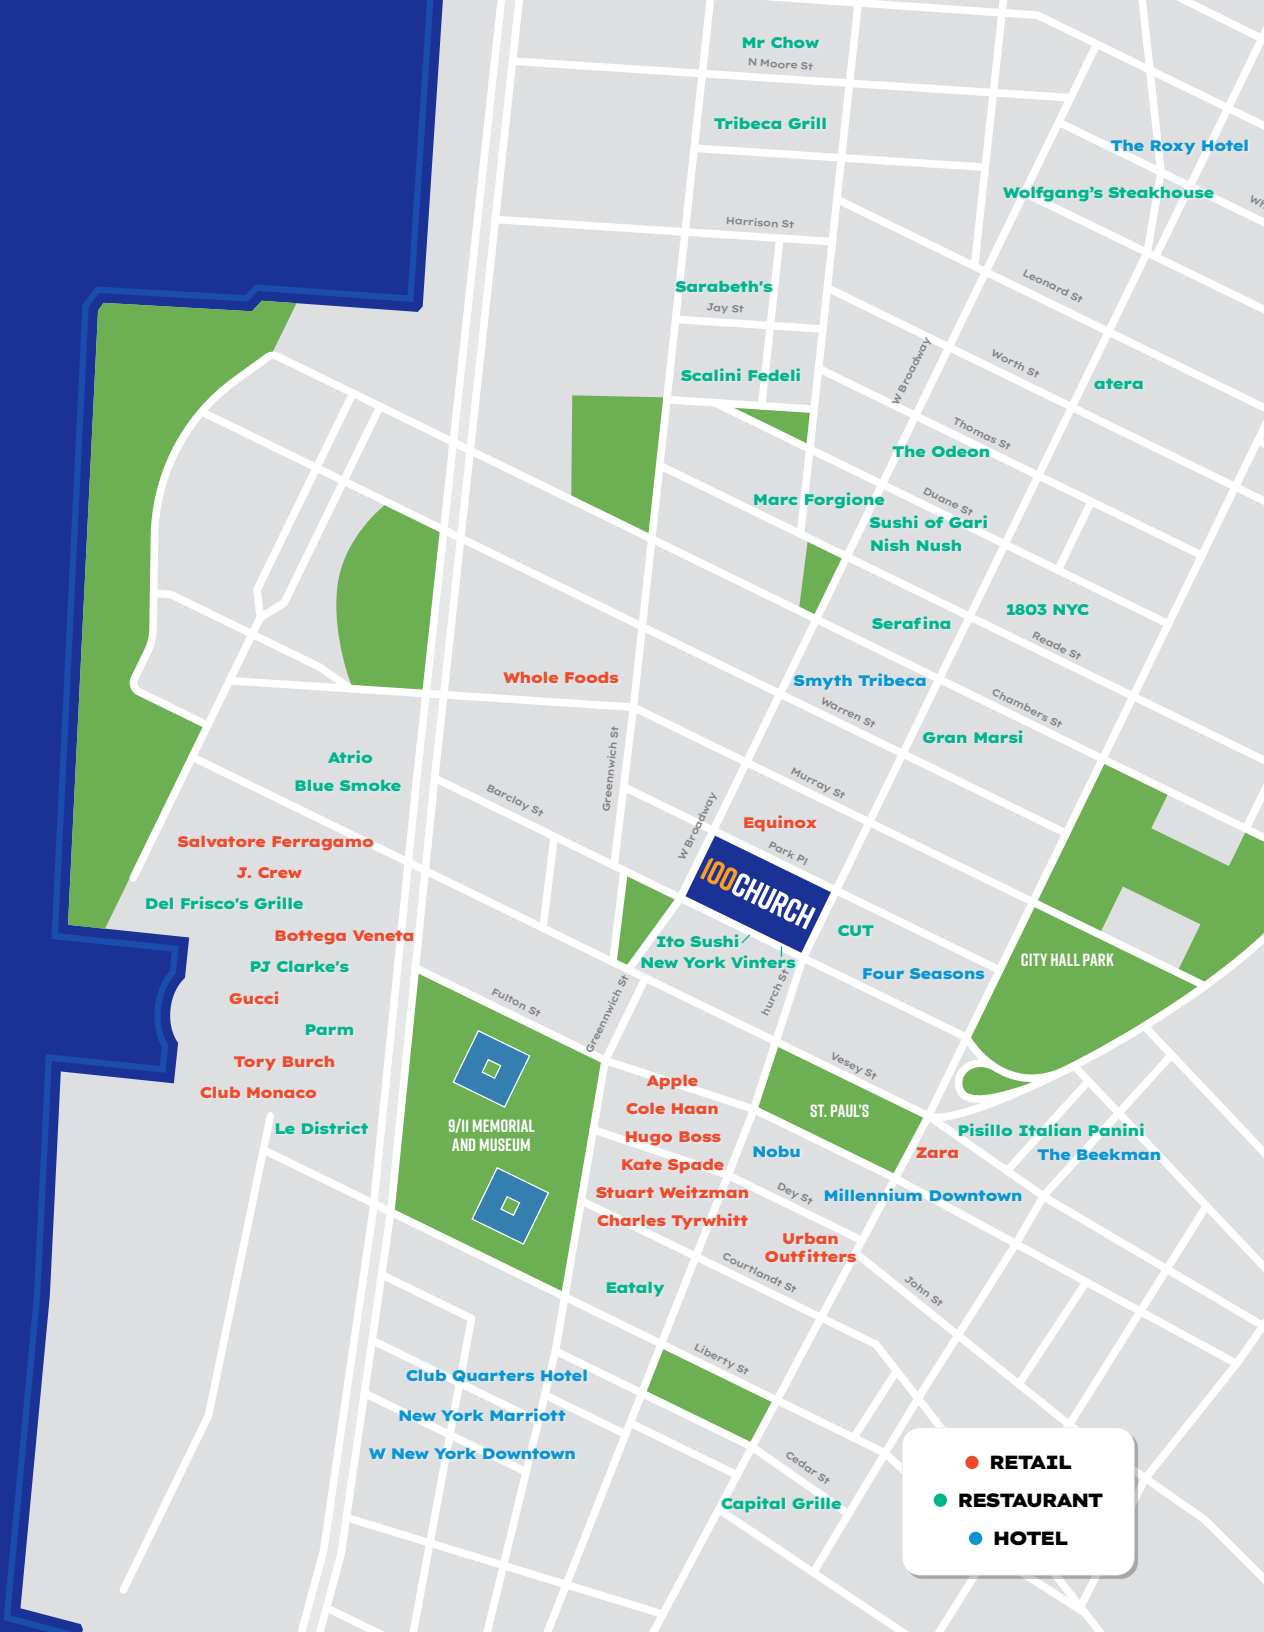 Mr Chow
N Moore St
Tribeca Grill
The Roxy Hotel
Wolfgang's Steakhouse
Wh
Harrison St
Leonard St
Sarabeth's
Jay St
Worth St
W Broadway
Scalini Fedeli
atera
Thomas St
The Odeon
Marc Forgione
Duane St
Sushi of Gari
Nish Nush
1803 NYC
Serafina
Reade St
Whole Foods
Smyth Tribeca
Warren St
Chambers St
Gran Marsi
Greennwich St
Atrio
Blue Smoke
Barclay St
Murray St
W Broadway
Equinox
Park Pl
Salvatore Ferragamo
J. Crew
100CHURCH
Del Frisco's Grille
Bottega Veneta
CUT
Ito Sushi
New York Vinters
PJ Clarke's
CITY HALL PARK
Four Seasons
Gucci
Fulton St
Greennwich St
hurch St
Parm
Tory Burch
Vesey St
Club Monaco
Apple
Cole Haan
ST. PAUL'S
Le District
9/11 MEMORIAL
AND MUSEUM
Hugo Boss
Pisillo Italian Panini
Nobu
Zara
The Beekman
Kate Spade
Stuart Weitzman
Dey St
Millennium Downtown
Charles Tyrwhitt
Urban
Outfitters
Courtlandt St
Eataly
John St
Liberty St
Club Quarters Hotel
New York Marriott
W New York Downtown
Cedar St
Capital Grille
RETAIL
RESTAURANT
HOTEL